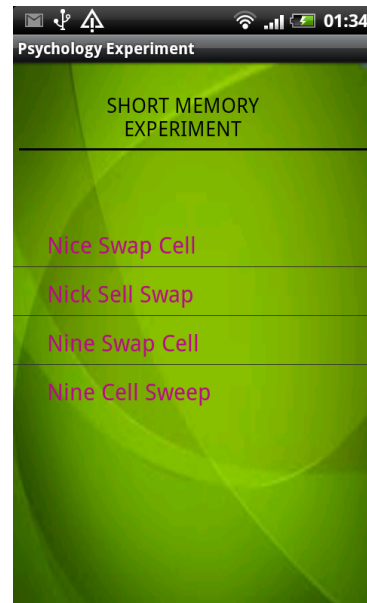 01:34
Psychology Experiment
SHORT MEMORY
EXPERIMENT
Nice Swap Cell
Nick Sell Swap
Nine Swap Cell
Nine Cell Sweep